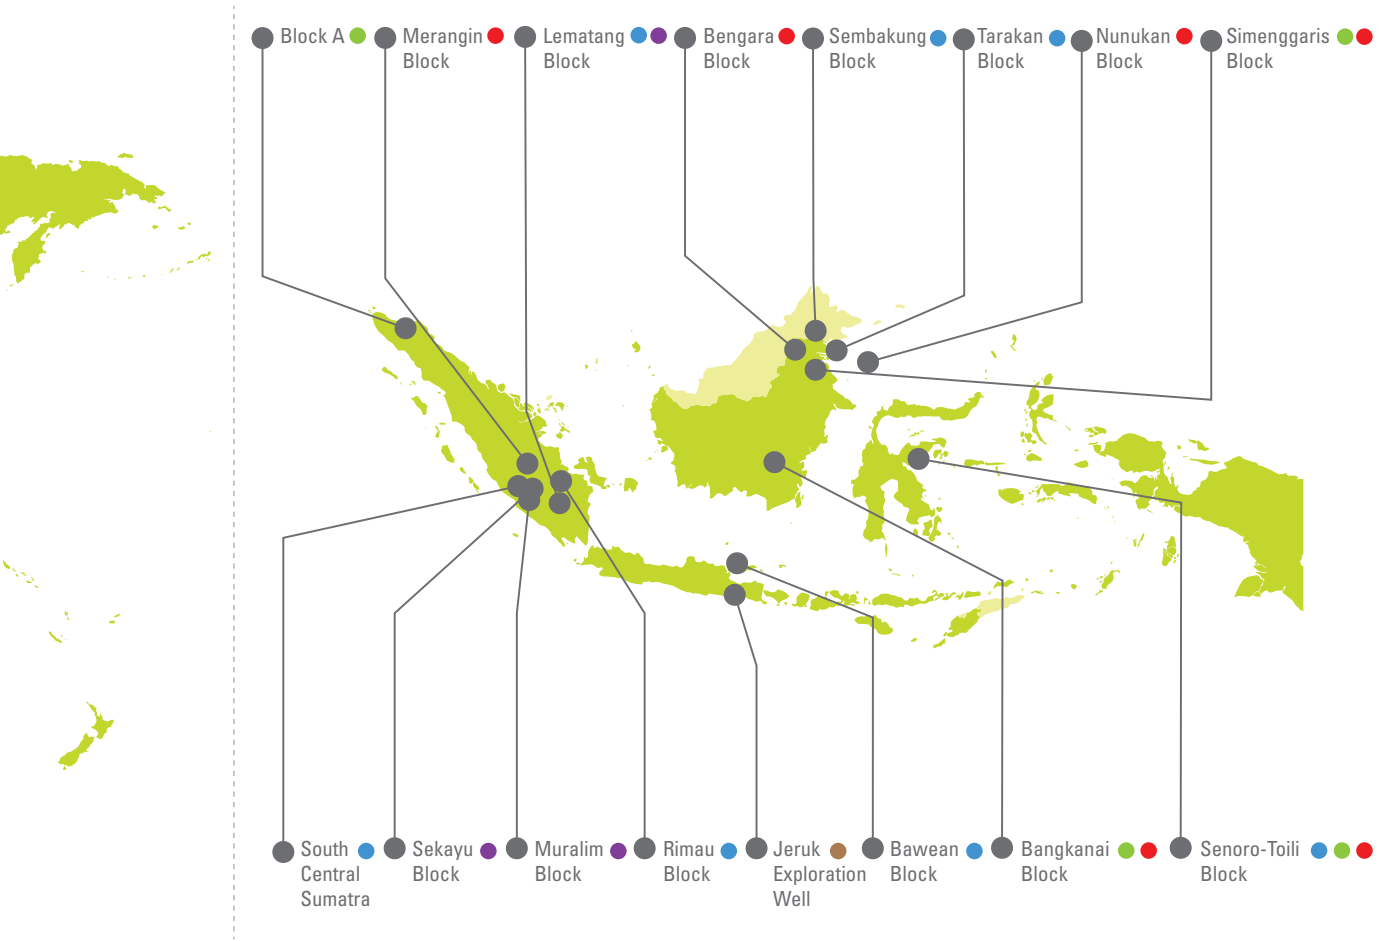 Block A
Merangin
Block
Lematang
Block
Bengara
Block
Sembakung
Block
Tarakan
Block
Nunukan
Block
Simenggaris
Block
South
Central
Sumatra
Sekayu
Block
Muralim
Block
Rimau
Block
Jeruk
Exploration
Well
Bawean
Block
Bangkanai
Block
Senoro-Toili
Block